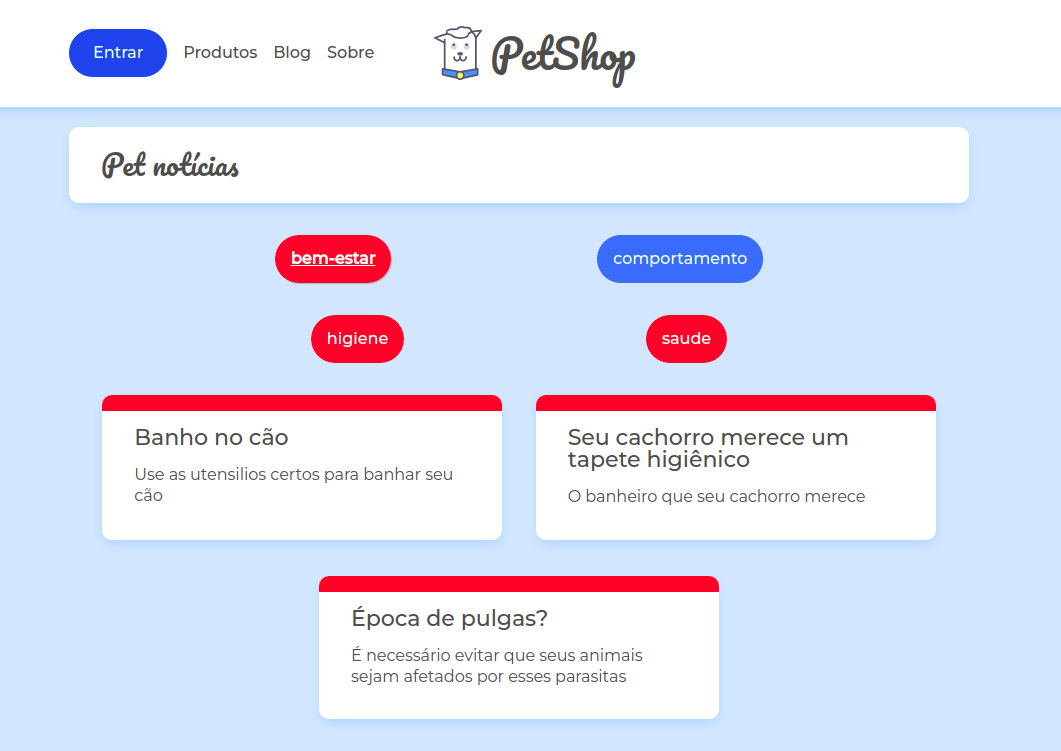 Entrar Produtos Blog Sobre PetShop
Pet notícias
bem-estar comportamento
higiene saude
Banho no cão
Use as utensilios certos para banhar seu
cão
Seu cachorro merece um
tapete higiênico
O banheiro que seu cachorro merece
Época de pulgas?
É necessário evitar que seus animais
sejam afetados por esses parasitas